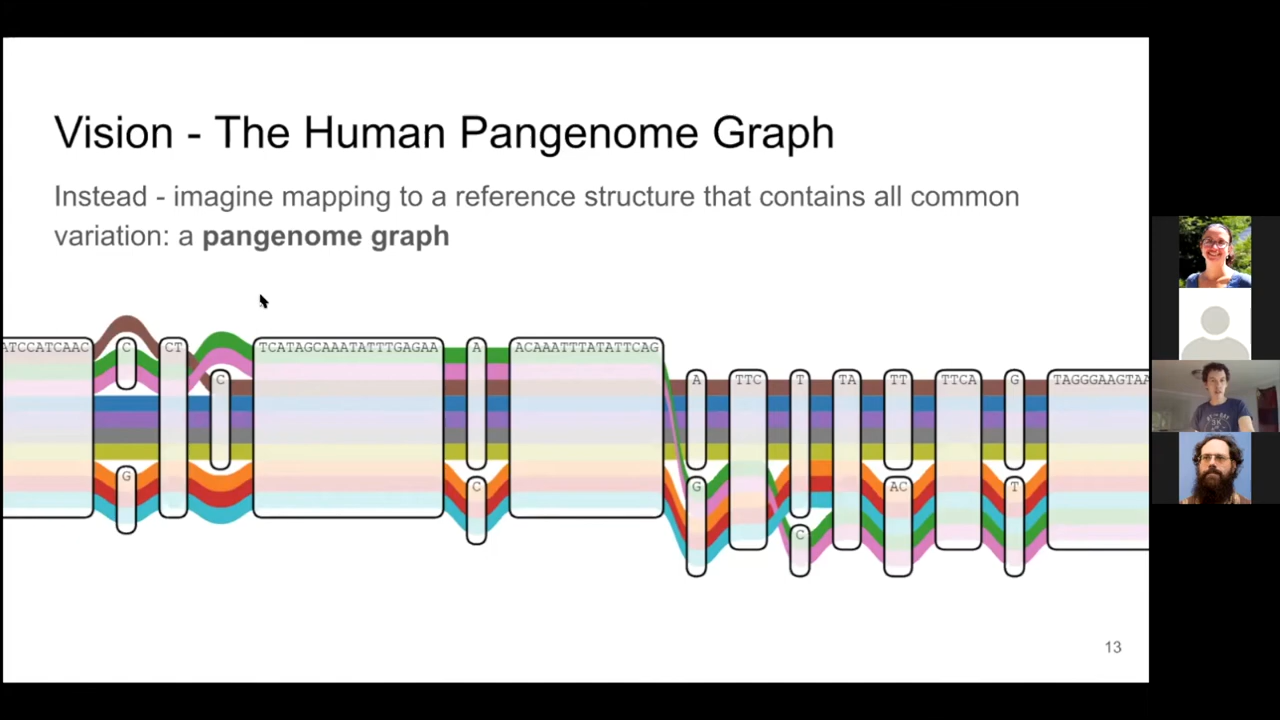 Vision - The Human Pangenome Graph
Instead - imagine mapping to a reference structure that contains all common
variation: a pangenome graph
ATCCATCAAC C CT TCATAGCAAATATTTGAGAA A ACAAATTTATATTCAG
C A TTC T TA TT TTCA G TAGGGAAGTAA
G C G AC T
C
13